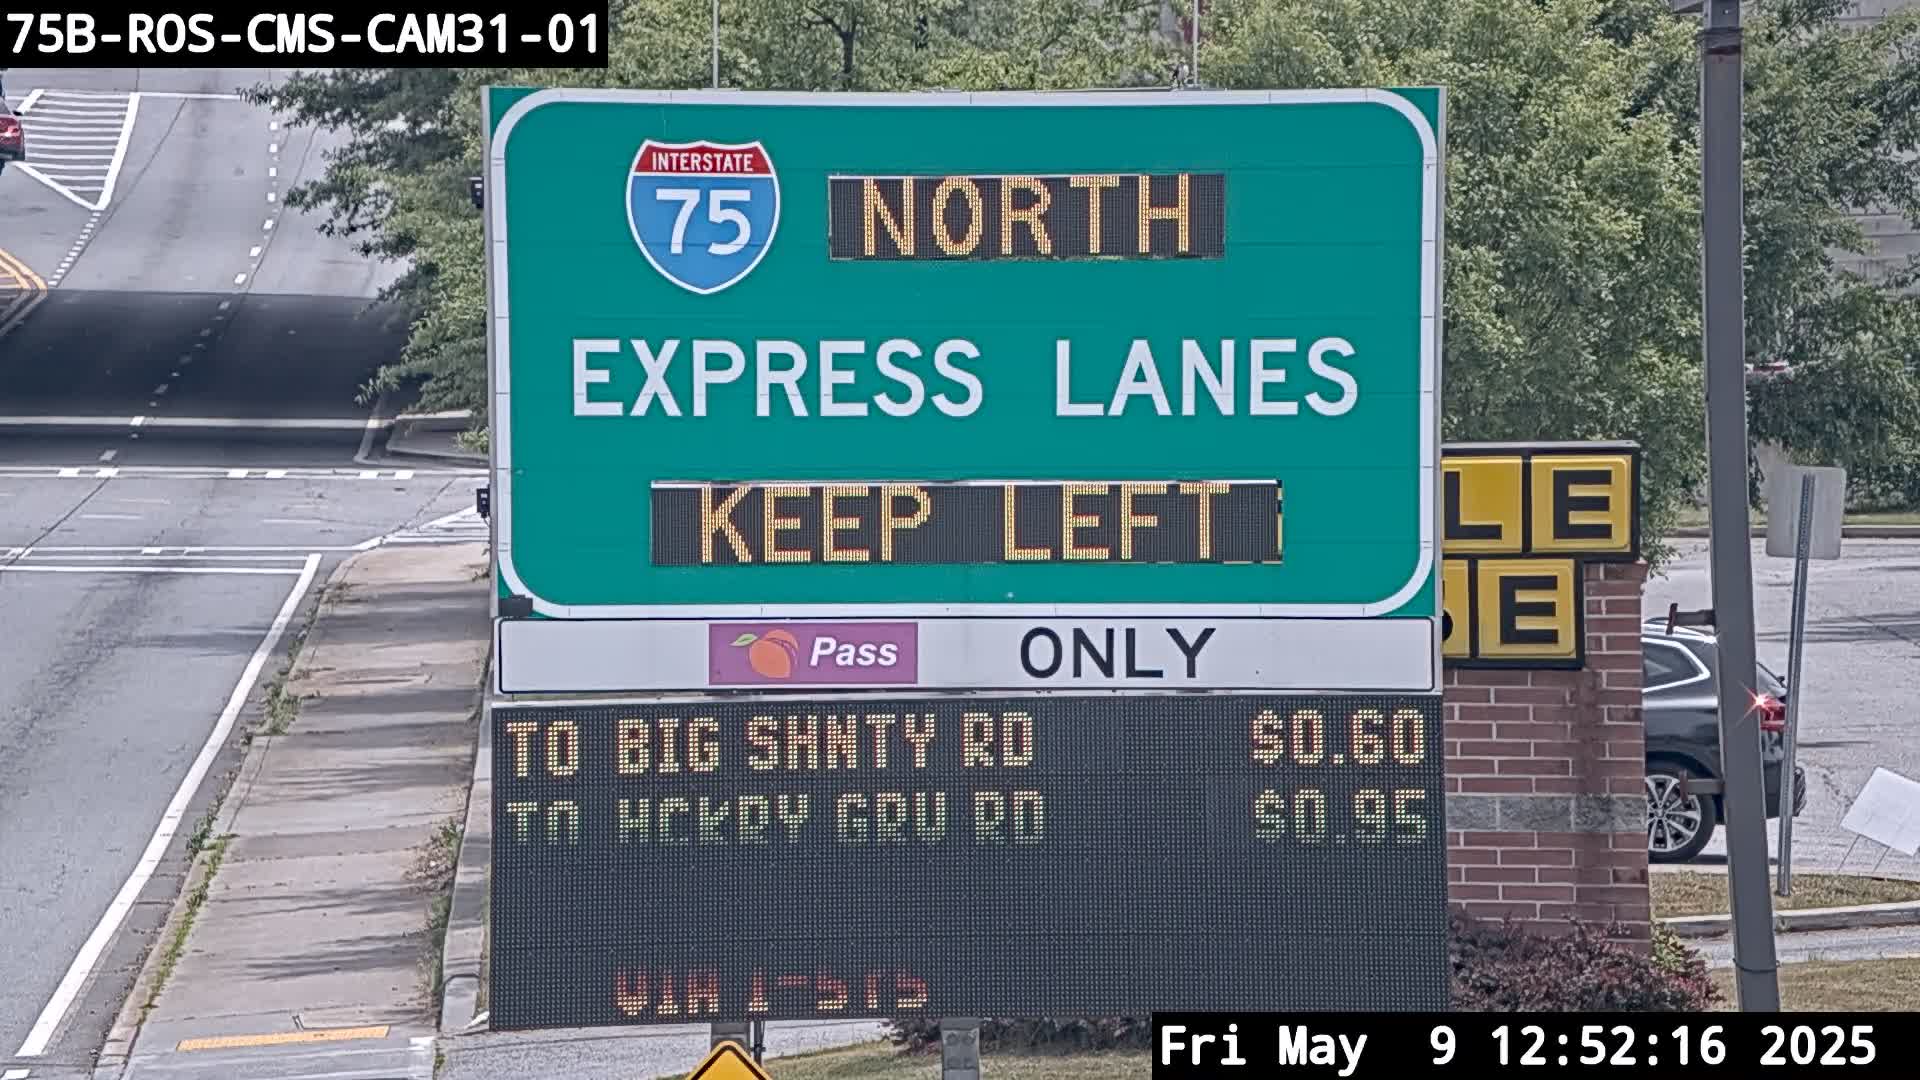 75B-ROS-CMS-CAM31-01
INTERSTATE
75
NORTH
EXPRESS LANES
KEEP LEFT
Pass ONLY
TO BIG SHNTY RD $0.60
TO HCKRY GRV RD $0.95
VIA I-575
LE
E
Fri May 9 12:52:16 2025